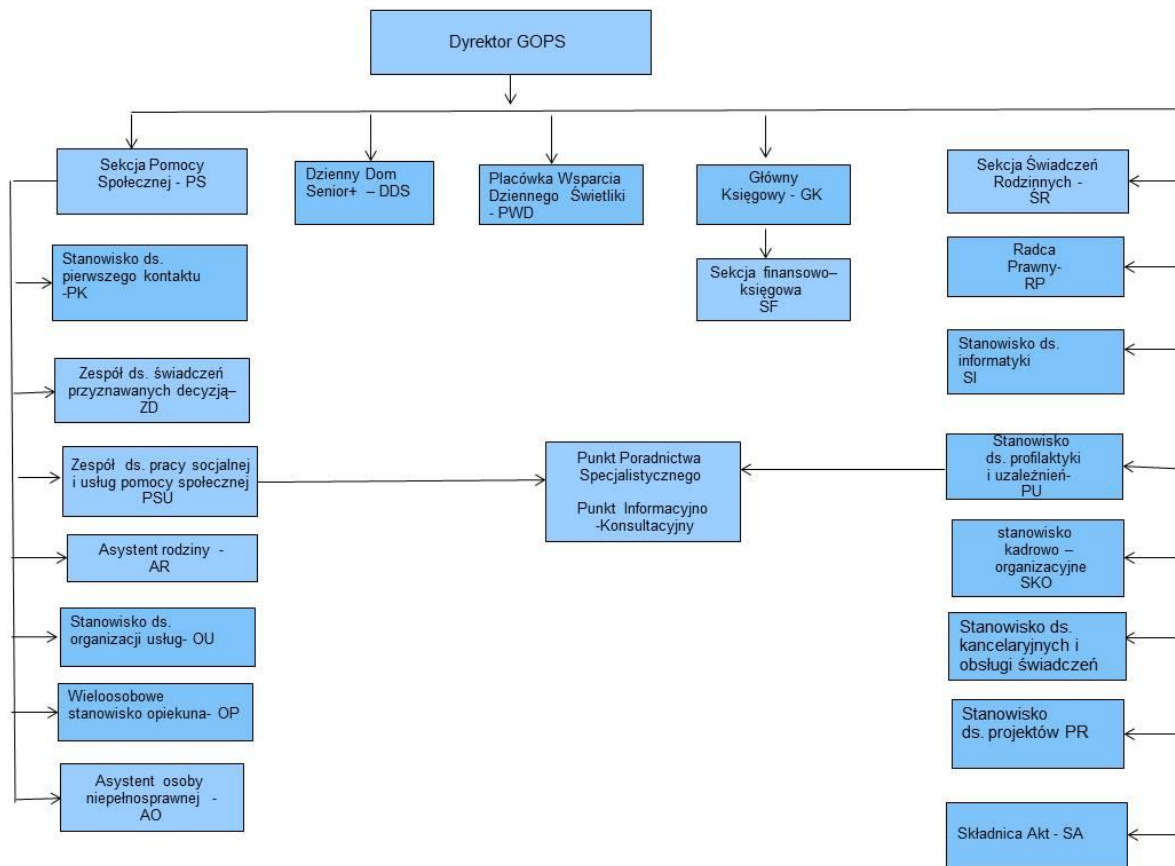 Dyrektor GOPS
Sekcja Pomocy
Społecznej - PS
Dzienny Dom
Senior+ – DDS
Placówka Wsparcia
Dziennego Świetliki
- PWD
Główny
Księgowy - GK
Sekcja Świadczeń
Rodzinnych -
ŚR
Stanowisko ds.
pierwszego kontaktu
-PK
Sekcja finansowo–
księgowa
SF
Radca
Prawny-
RP
Stanowisko ds.
informatyki
SI
Zespół ds. świadczeń
przyznawanych decyzją–
ZD
Zespół ds. pracy socjalnej
i usług pomocy społecznej
PSU
Punkt Poradnictwa
Specjalistycznego
Punkt Informacyjno
-Konsultacyjny
Stanowisko
ds. profilaktyki
i uzależnień-
PU
Asystent rodziny -
AR
stanowisko
kadrowo –
organizacyjne
SKO
Stanowisko ds.
organizacji usług- OU
Stanowisko ds.
kancelaryjnych i
obsługi świadczeń
Wieloosobowe
stanowisko opiekuna- OP
Stanowisko
ds. projektów PR
Asystent osoby
niepełnosprawnej -
AO
Składnica Akt - SA